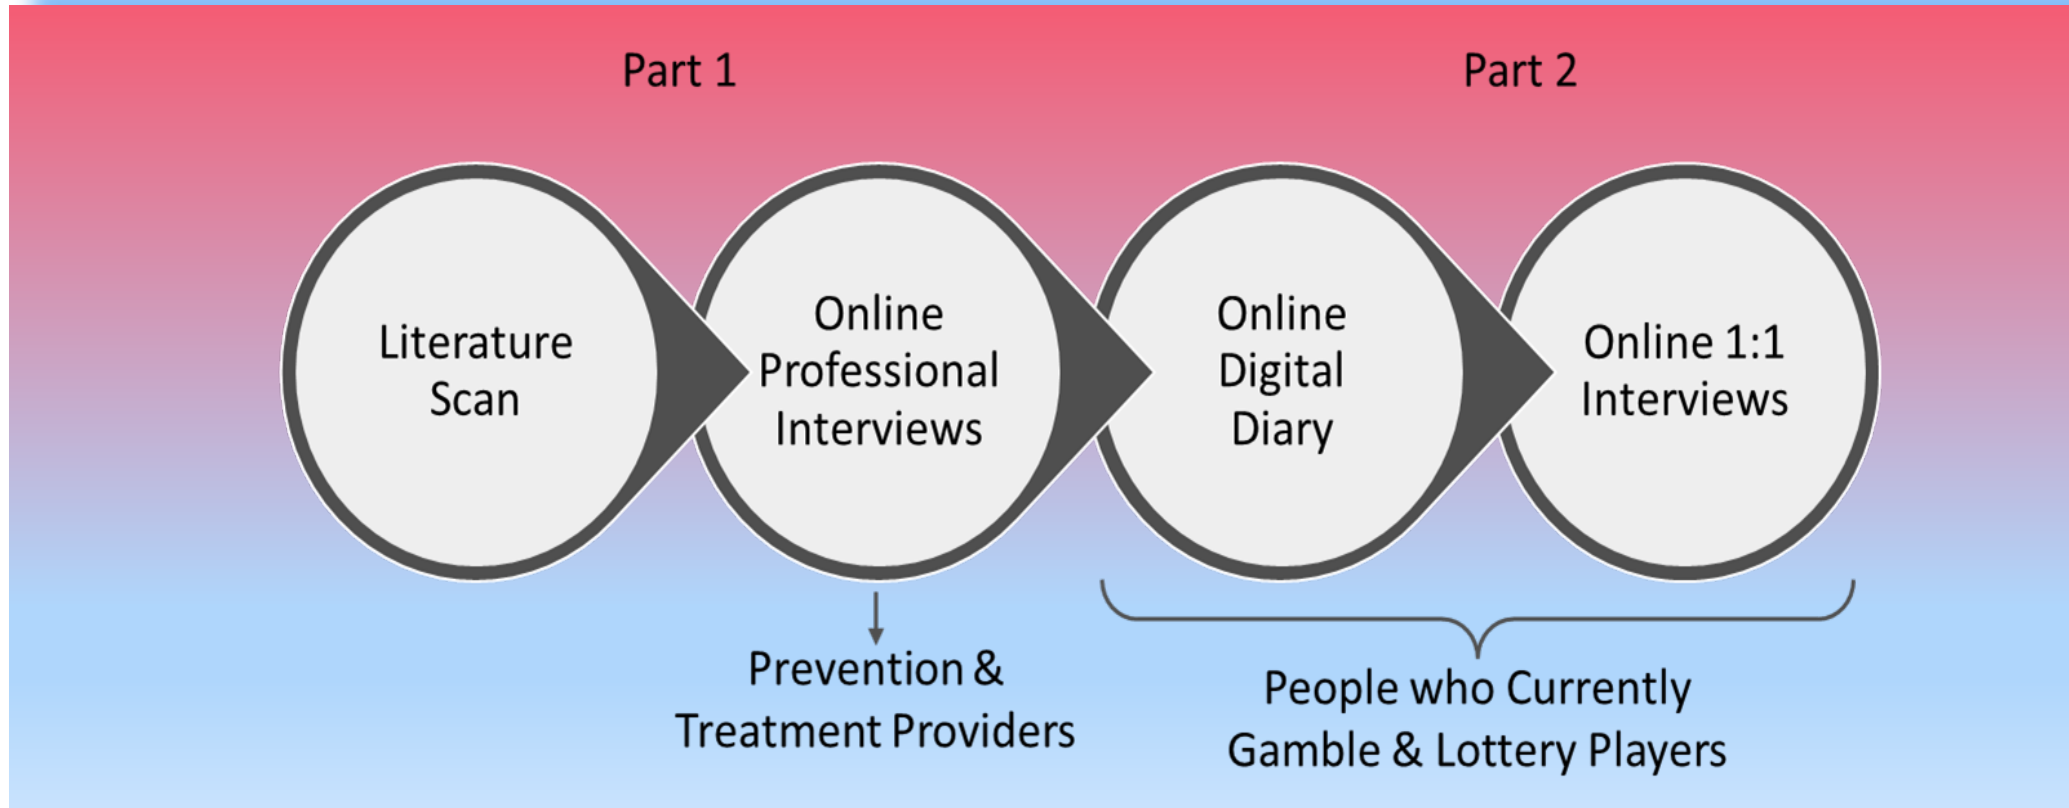 Part 1
Part 2
Literature
Scan
Online
Professional
Interviews
Online
Digital
Diary
Online 1:1
Interviews
Prevention &
Treatment Providers
People who Currently
Gamble & Lottery Players